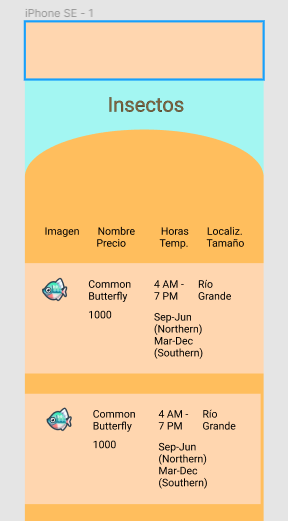 iPhone SE - 1
Insectos
Imagen Nombre Horas Localiz.
Precio Temp. Tamaño
Common 4 AM - Río
Butterfly 7 PM Grande
1000 Sep-Jun
(Northern)
Mar-Dec
(Southern)
Common 4 AM - Río
Butterfly 7 PM Grande
1000 Sep-Jun
(Northern)
Mar-Dec
(Southern)